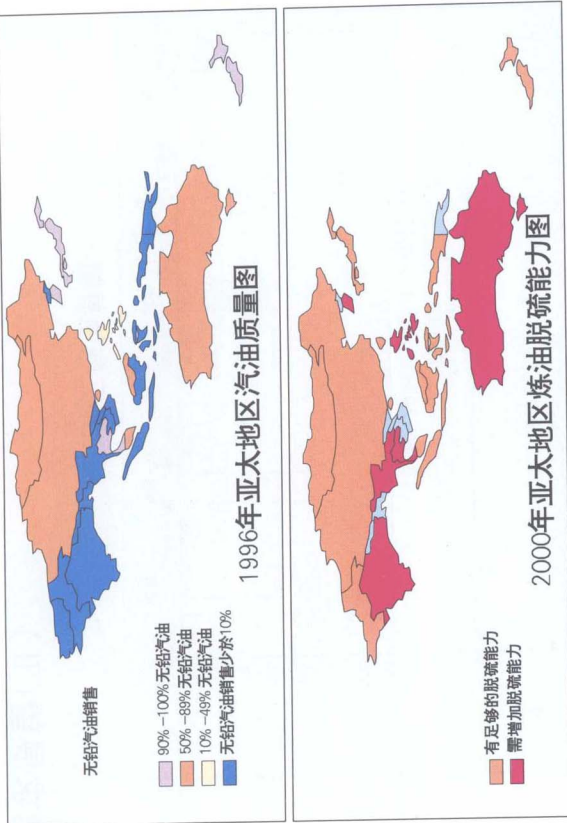 无铅汽油销售
90% –100%无铅汽油
50% –89%无铅汽油
10% –49% 无铅汽油
无铅汽油销售少於10%
1996年亚太地区汽油质量图
有足够的脱硫能力
需增加脱硫能力
2000年亚太地区炼油脱硫能力图